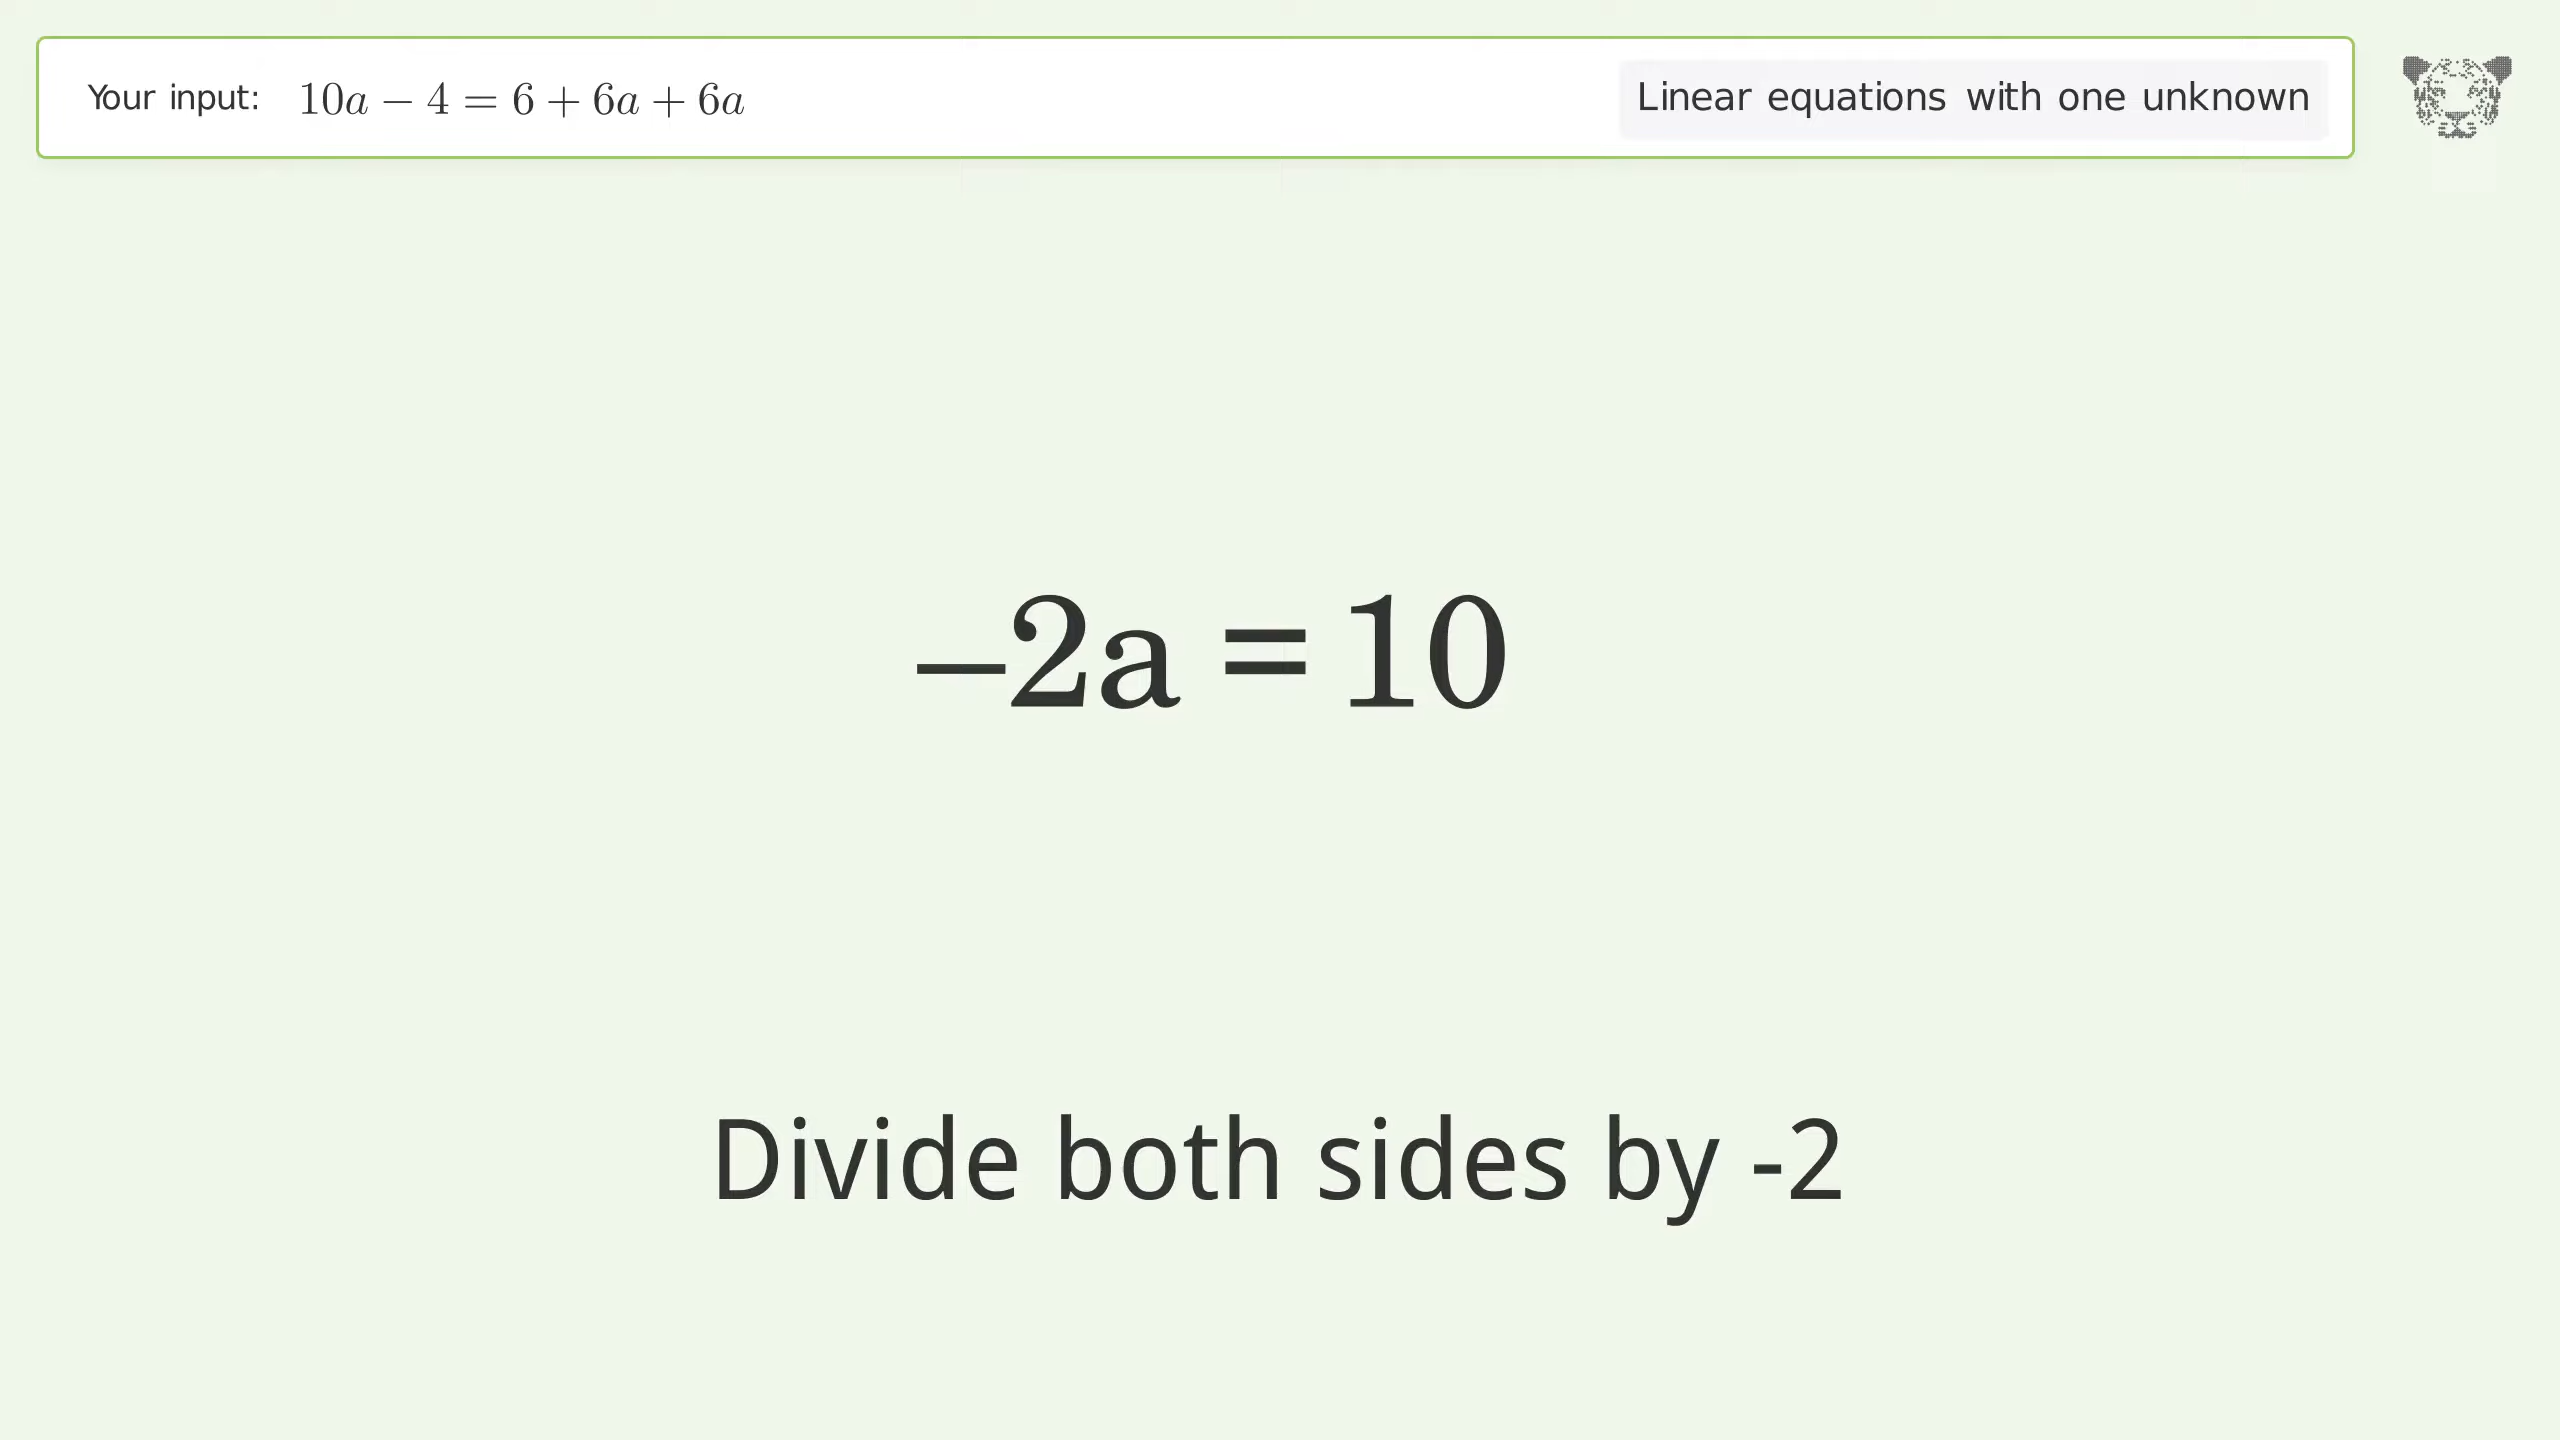 Your input: 10a − 4 = 6 + 6a + 6a
Linear equations with one unknown
−2a = 10
Divide both sides by -2